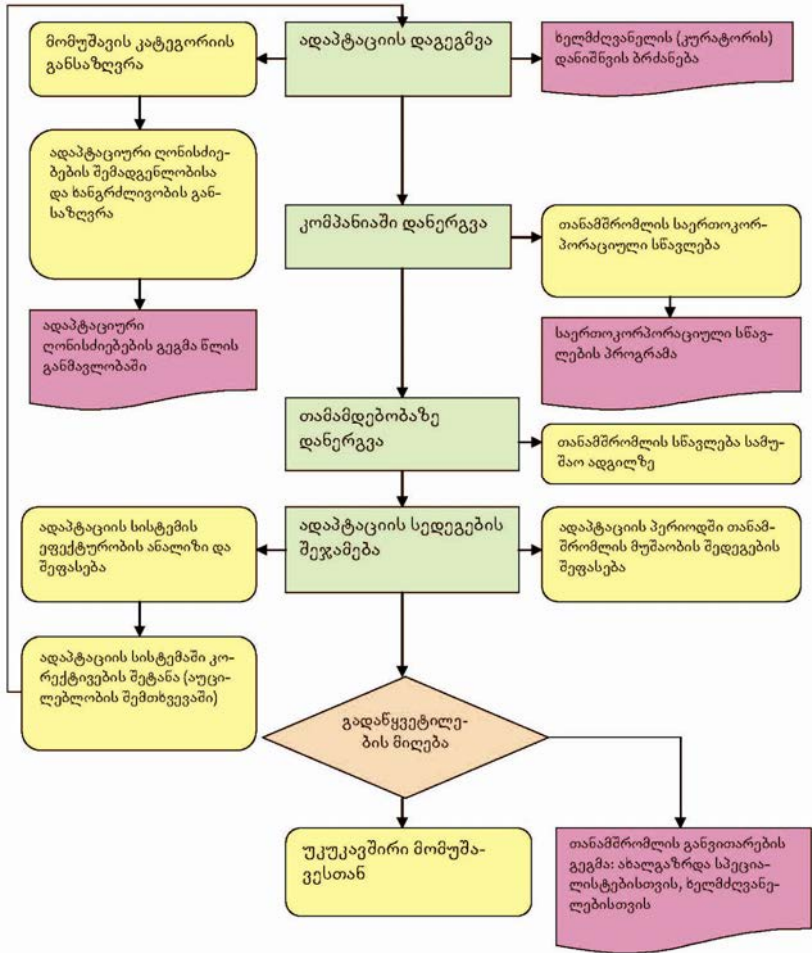 მომუშავის კატეგორიის
განსაზღვრა
ადაპტაციის დაგეგმვა
ხელმძღვანელის (კურატორის)
დანიშნვის ბრძანება
ადაპტაციური ღონისძიე-
ბების შემადგენლობისა
და ხანგრძლივობის გან-
საზღვრა
კომპანიაში დანერგვა
თანამშრომლის საერთოკორ-
პორაციული სწავლება
ადაპტაციური
ღონისძიებების გეგმა წლის
განმავლობაში
საერთოკორპორაციული სწავ-
ლების პროგრამა
თამამდებობაზე
დანერგვა
თანამშრომლის სწავლება სამუ-
შაო ადგილზე
ადაპტაციის სისტემის
ეფექტურობის ანალიზი და
შეფასება
ადაპტაციის სედეგების
შეჯამება
ადაპტაციის პერიოდში თანამ-
შრომლის მუშაობის შედეგების
შეფასება
ადაპტაციის სისტემაში კო-
რექტივების შეტანა (აუცი-
ლებლობის შემთხვევაში)
გადაწყვეტილე-
ბის მიღება
უკუკავშირი მომუშა-
ვესთან
თანამშრომლის განვითარების
გეგმა: ახალგაზრდა სპეცია-
ლისტებისთვის, ხელმძღვანე-
ლებისთვის